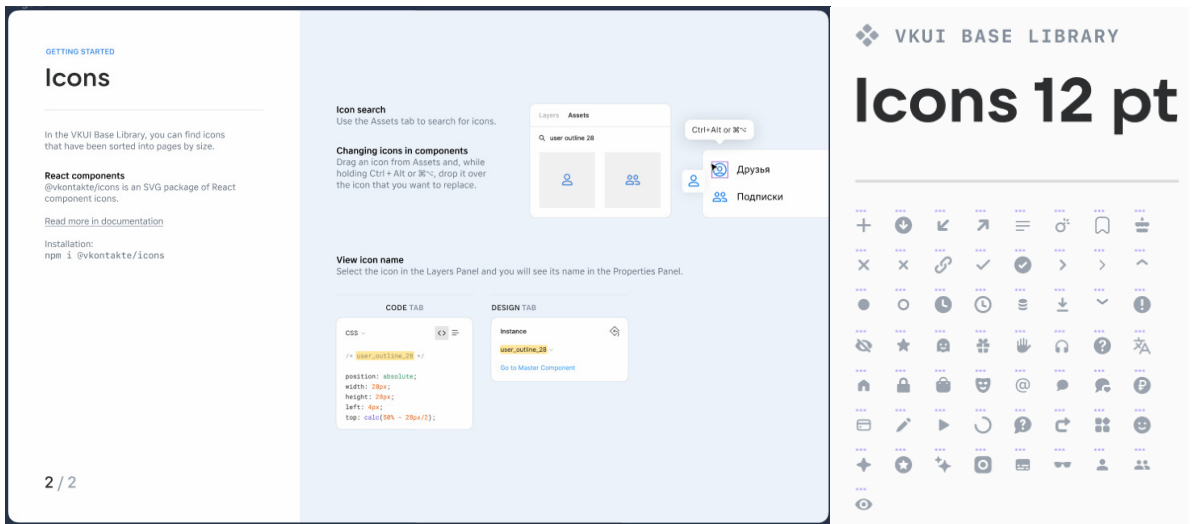 GETTING STARTED
Icons
In the VKUI Base Library, you can find icons
that have been sorted into pages by size.
React components
@vkontakte/icons is an SVG package of React
component icons.
Read more in documentation
Installation:
npm i @vkontakte/icons
2 / 2
Icon search
Use the Assets tab to search for icons.
Changing icons in components
Drag an icon from Assets and, while
holding Ctrl + Alt or ⌘⌥, drop it over
the icon that you want to replace.
Layers Assets
user outline 28
Ctrl+Alt or ⌘⌥
Друзья
Подписки
View icon name
Select the icon in the Layers Panel and you will see its name in the Properties Panel.
CODE TAB
CSS
/* user_outline_28 */
position: absolute;
width: 28px;
height: 28px;
left: 4px;
top: calc(50% - 28px/2);
DESIGN TAB
Instance
user_outline_28
Go to Master Component
VKUI BASE LIBRARY
Icons 12 pt